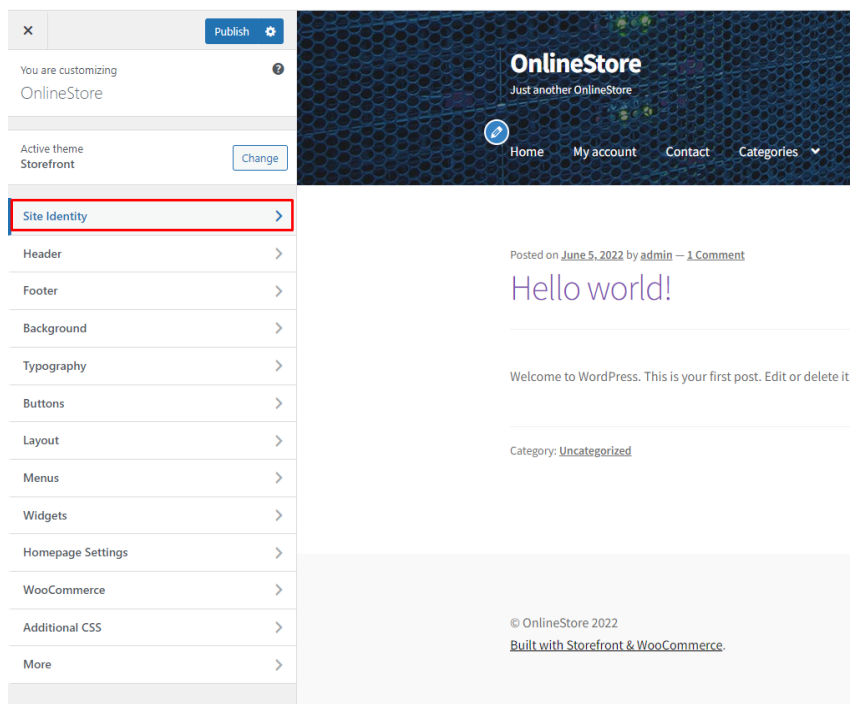 Publish
You are customizing
OnlineStore
Active theme
Storefront
Change
Site Identity
Header
Footer
Background
Typography
Buttons
Layout
Menus
Widgets
Homepage Settings
WooCommerce
Additional CSS
More
OnlineStore
Just another OnlineStore
Home My account Contact Categories
Posted on June 5, 2022 by admin — 1 Comment
Hello world!
Welcome to WordPress. This is your first post. Edit or delete it
Category: Uncategorized
© OnlineStore 2022
Built with Storefront & WooCommerce.